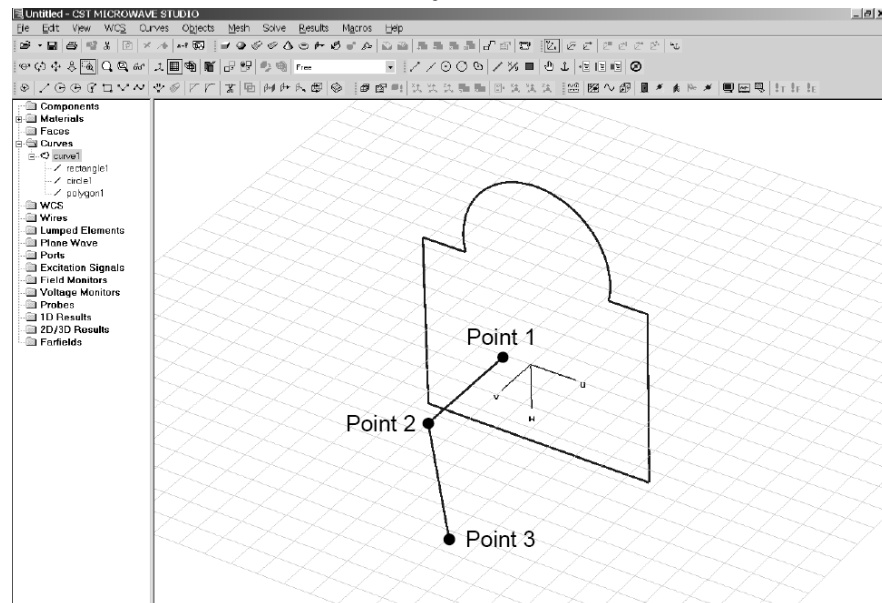 Untitled - CST MICROWAVE STUDIO
File Edit View WCS Curves Objects Mesh Solve Results Macros Help
Free
Components
Materials
Faces
Curves
curve1
rectangle1
circle1
polygon1
WCS
Wires
Lumped Elements
Plane Wave
Ports
Excitation Signals
Field Monitors
Voltage Monitors
Probes
1D Results
2D/3D Results
Farfields
Point 1
U
V
Point 2
Point 3